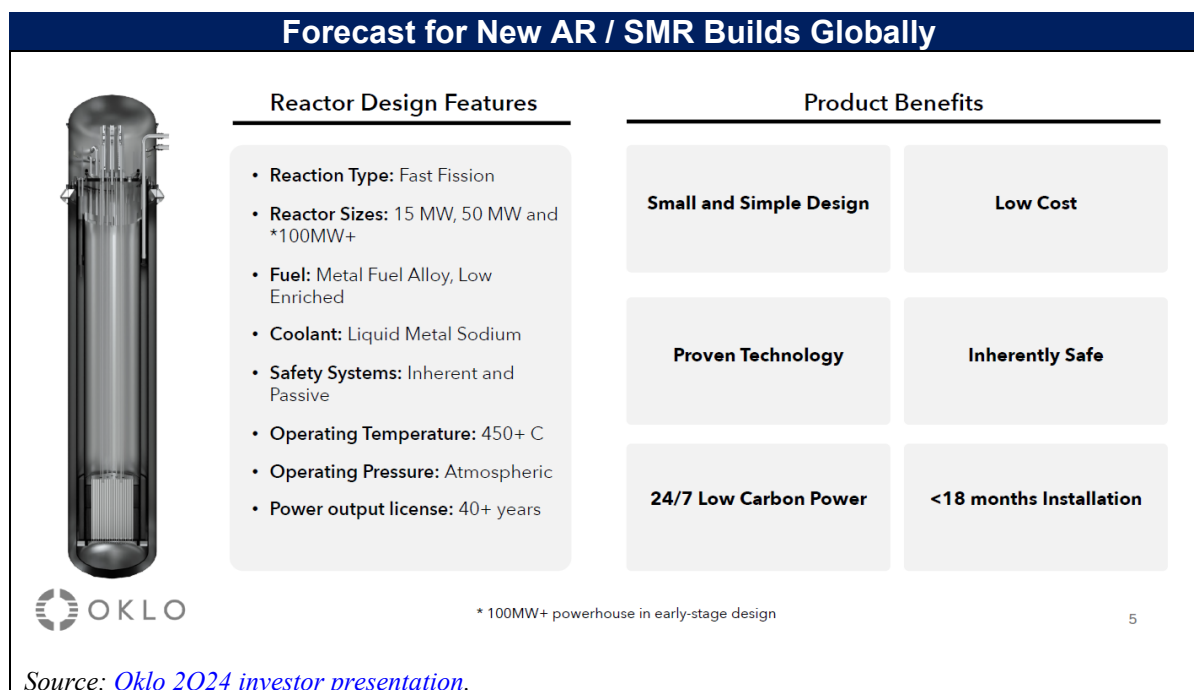 Forecast for New AR / SMR Builds Globally
Reactor Design Features
• Reaction Type: Fast Fission
• Reactor Sizes: 15 MW, 50 MW and
*100MW+
• Fuel: Metal Fuel Alloy, Low
Enriched
• Coolant: Liquid Metal Sodium
• Safety Systems: Inherent and
Passive
• Operating Temperature: 450+ C
• Operating Pressure: Atmospheric
• Power output license: 40+ years
Product Benefits
Small and Simple Design
Low Cost
Proven Technology
Inherently Safe
24/7 Low Carbon Power
<18 months Installation
OKLO
* 100MW+ powerhouse in early-stage design
5
Source: Oklo 2Q24 investor presentation.